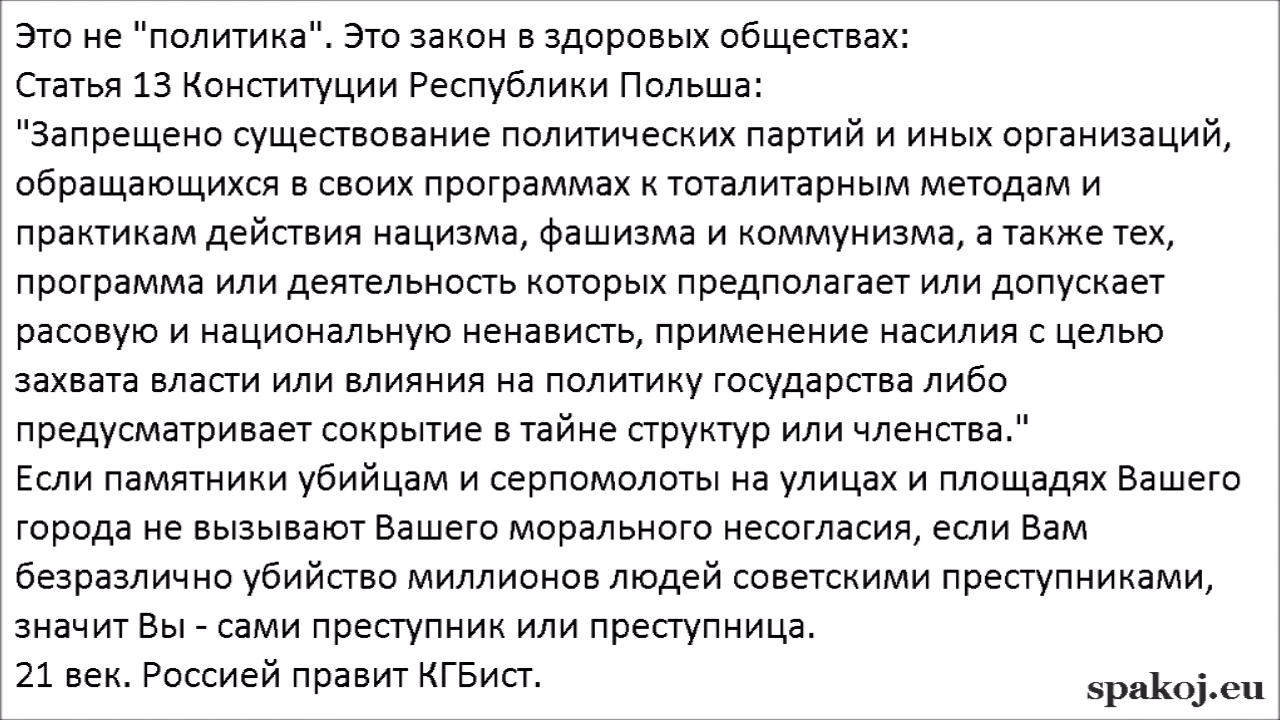 Это не "политика". Это закон в здоровых обществах:
Статья 13 Конституции Республики Польша:
"Запрещено существование политических партий и иных организаций,
обращающихся в своих программах к тоталитарным методам и
практикам действия нацизма, фашизма и коммунизма, а также тех,
программа или деятельность которых предполагает или допускает
расовую и национальную ненависть, применение насилия с целью
захвата власти или влияния на политику государства либо
предусматривает сокрытие в тайне структур или членства."
Если памятники убийцам и серпомолоты на улицах и площадях Вашего
города не вызывают Вашего морального несогласия, если Вам
безразлично убийство миллионов людей советскими преступниками,
значит Вы - сами преступник или преступница.
21 век. Россией правит КГБист.
spakoj.eu